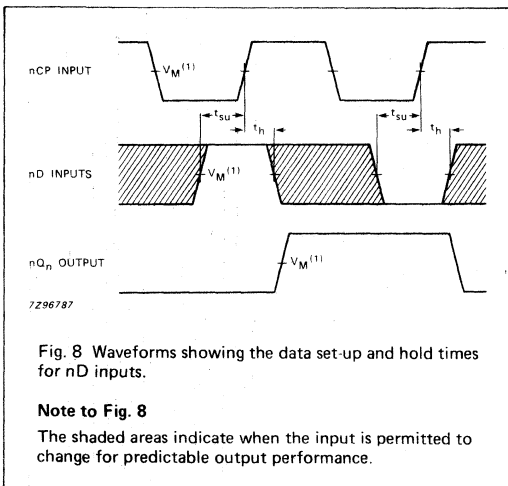 nCP INPUT
V_M(1)
t_su
t_h
t_su
t_h
nD INPUTS
V_M(1)
nQ_n OUTPUT
V_M(1)
7Z96787
Fig. 8 Waveforms showing the data set-up and hold times
for nD inputs.
Note to Fig. 8
The shaded areas indicate when the input is permitted to
change for predictable output performance.